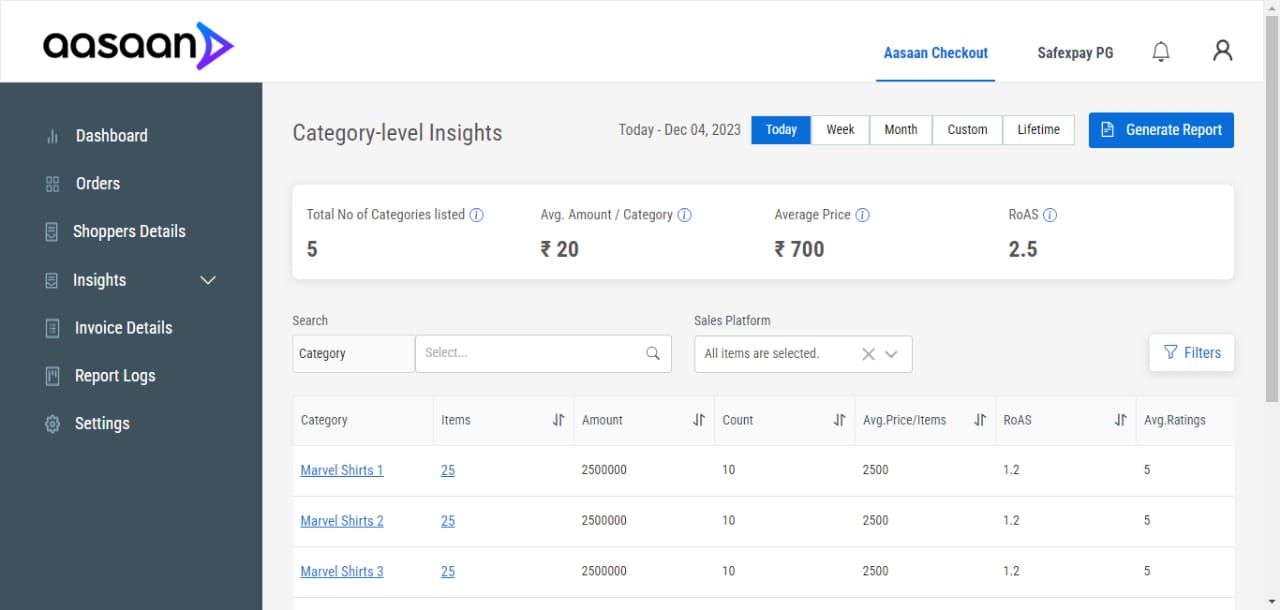 aasaan
Aasaan Checkout
Safexpay PG
Dashboard
Orders
Shoppers Details
Insights
Invoice Details
Report Logs
Settings
Category-level Insights
Today - Dec 04, 2023
Today Week Month Custom Lifetime
Generate Report
Total No of Categories listed i
5
Avg. Amount / Category i
₹ 20
Average Price i
₹ 700
RoAS i
2.5
Search
Category Select...
Sales Platform
All items are selected.
Filters
Category Items Amount Count Avg.Price/Items RoAS Avg.Ratings
Marvel Shirts 1 25 2500000 10 2500 1.2 5
Marvel Shirts 2 25 2500000 10 2500 1.2 5
Marvel Shirts 3 25 2500000 10 2500 1.2 5